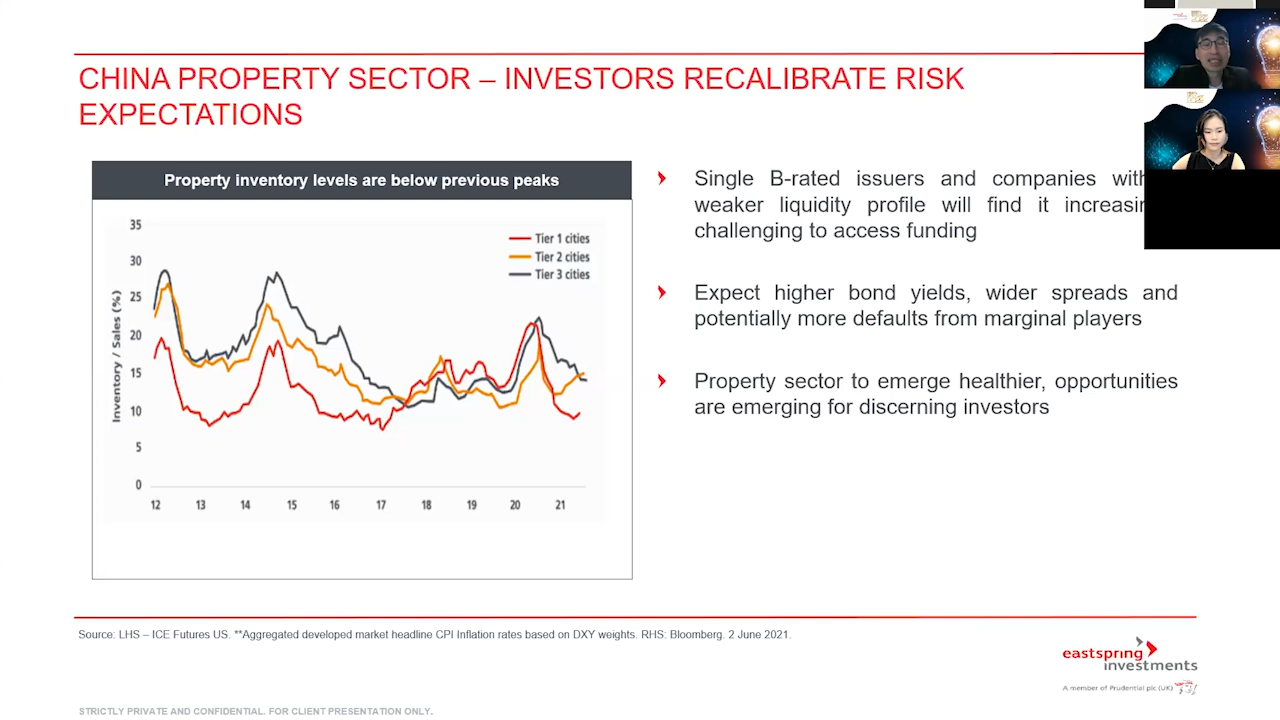 CHINA PROPERTY SECTOR – INVESTORS RECALIBRATE RISK
EXPECTATIONS
Property inventory levels are below previous peaks
Inventory / Sales (%)
35
30
25
20
15
10
5
0
12 13 14 15 16 17 18 19 20 21
Tier 1 cities
Tier 2 cities
Tier 3 cities
Single B-rated issuers and companies with
weaker liquidity profile will find it
challenging to access funding
Expect higher bond yields, wider spreads and
potentially more defaults from marginal players
Property sector to emerge healthier, opportunities
are emerging for discerning investors
Source: LHS – ICE Futures US. **Aggregated developed market headline CPI Inflation rates based on DXY weights. RHS: Bloomberg. 2 June 2021.
eastspring
investments
A member of Prudential plc (UK)
STRICTLY PRIVATE AND CONFIDENTIAL. FOR CLIENT PRESENTATION ONLY.